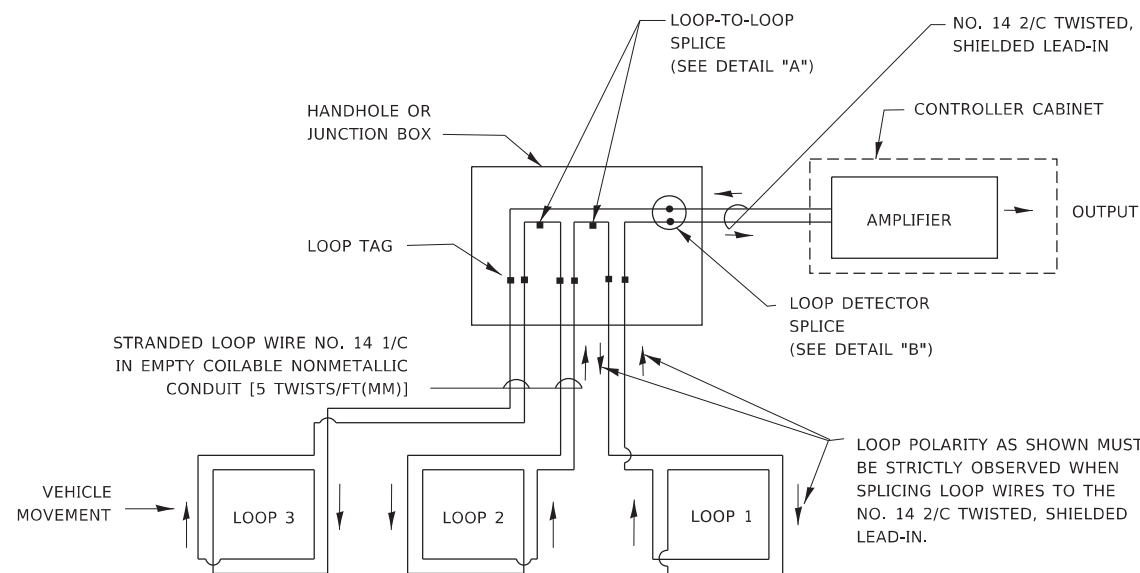 LOOP-TO-LOOP
SPLICE
(SEE DETAIL "A")
NO. 14 2/C TWISTED,
SHIELDED LEAD-IN
HANDHOLE OR
JUNCTION BOX
CONTROLLER CABINET
AMPLIFIER
OUTPUT
LOOP TAG
LOOP DETECTOR
SPLICE
(SEE DETAIL "B")
STRANDED LOOP WIRE NO. 14 1/C
IN EMPTY COILABLE NONMETALLIC
CONDUIT [5 TWISTS/FT(MM)]
LOOP POLARITY AS SHOWN MUST
BE STRICTLY OBSERVED WHEN
SPLICING LOOP WIRES TO THE
NO. 14 2/C TWISTED, SHIELDED
LEAD-IN.
VEHICLE
MOVEMENT
LOOP 3
LOOP 2
LOOP 1